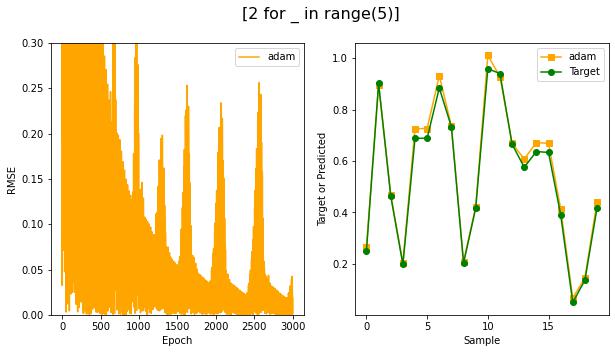 [2 for _ in range(5)]
0.30
0.25
0.20
0.15
0.10
0.05
0.00
RMSE
0 500 1000 1500 2000 2500 3000
Epoch
adam
1.0
0.8
0.6
0.4
0.2
Target or Predicted
0 5 10 15
Sample
adam
Target